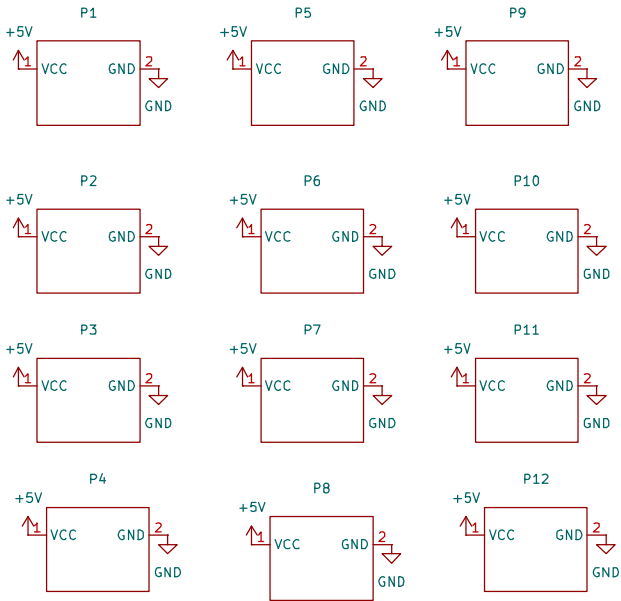 P1 P5 P9
+5V +5V +5V
1 VCC GND 2 1 VCC GND 2 1 VCC GND 2
GND GND GND
P2 P6 P10
+5V +5V +5V
1 VCC GND 2 1 VCC GND 2 1 VCC GND 2
GND GND GND
P3 P7 P11
+5V +5V +5V
1 VCC GND 2 1 VCC GND 2 1 VCC GND 2
GND GND GND
P4 P8 P12
+5V +5V +5V
1 VCC GND 2 1 VCC GND 2 1 VCC GND 2
GND GND GND